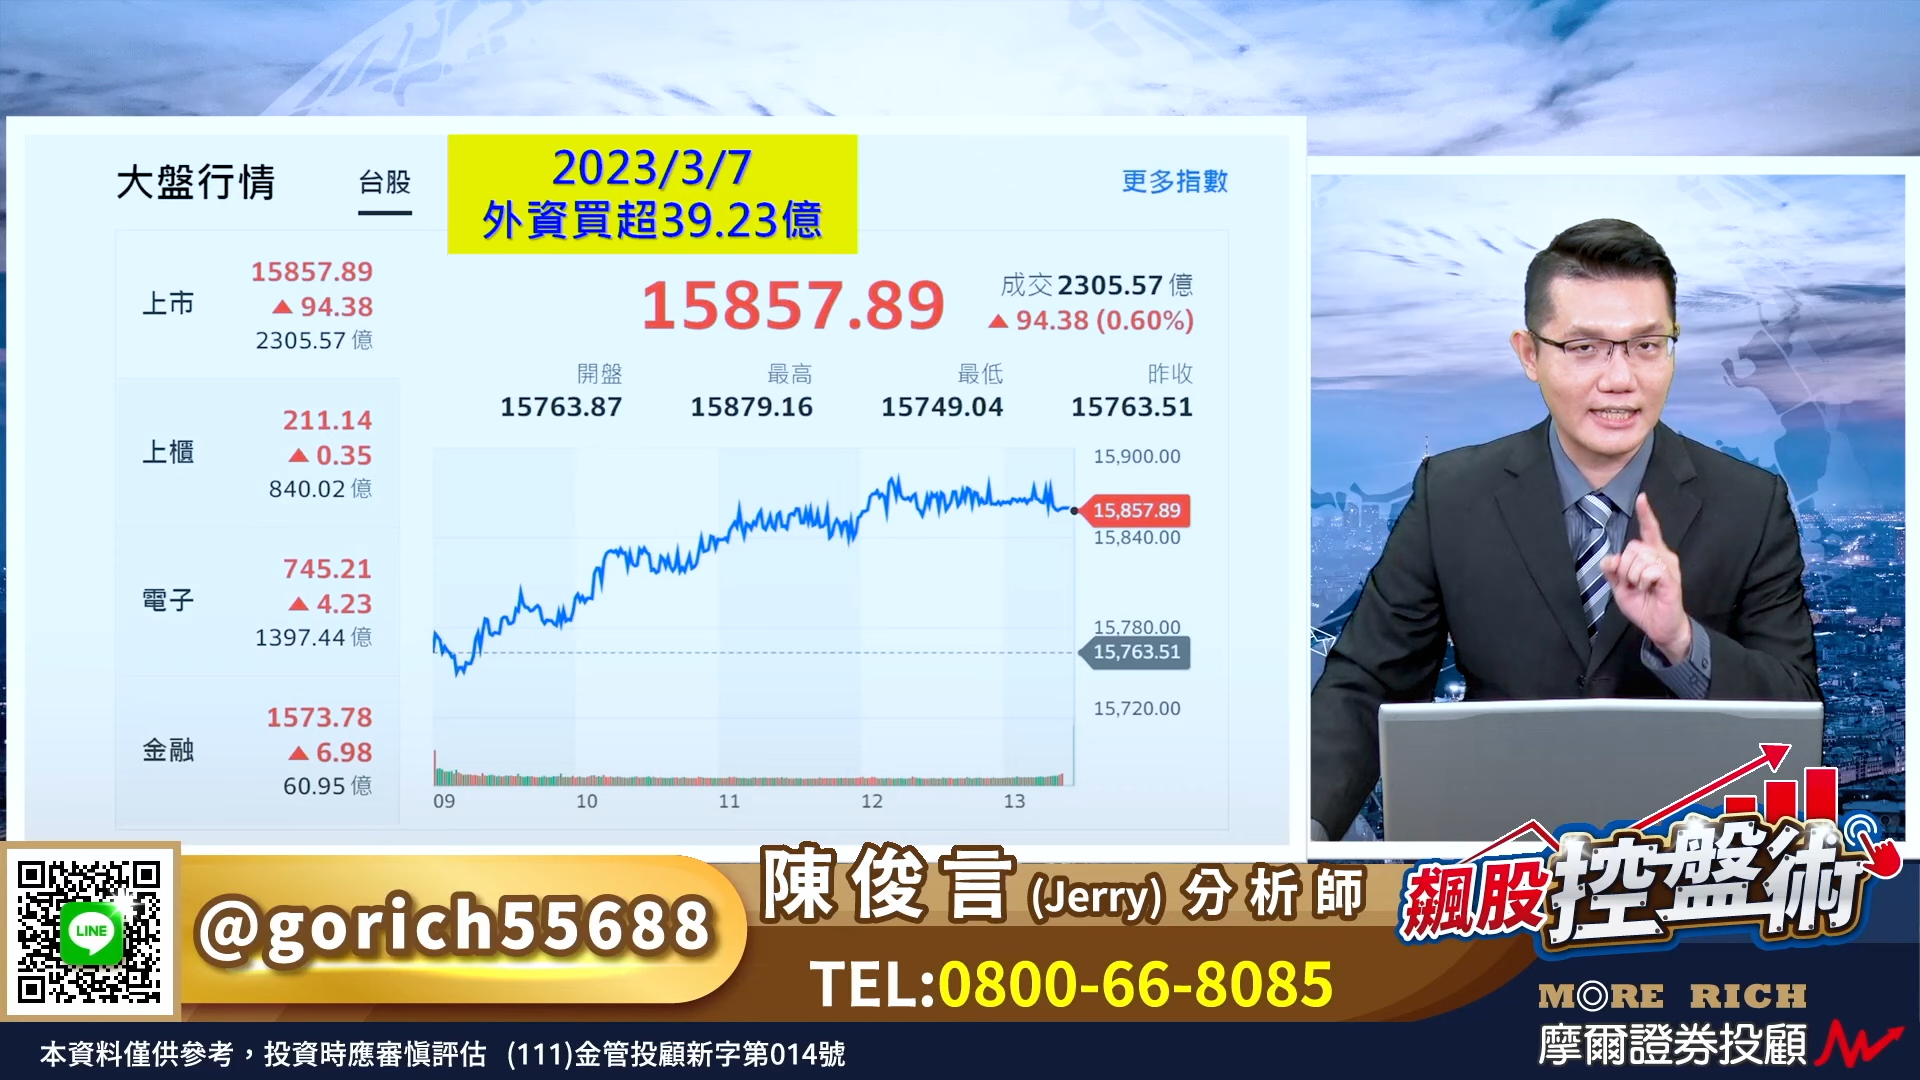 大盤行情
台股
2023/3/7
外資買超39.23億
更多指數
上市
15857.89
▲ 94.38
2305.57 億
上櫃
211.14
▲ 0.35
840.02 億
電子
745.21
▲ 4.23
1397.44 億
金融
1573.78
▲ 6.98
60.95 億
15857.89
成交 2305.57 億
▲ 94.38 (0.60%)
開盤 最高 最低 昨收
15763.87 15879.16 15749.04 15763.51
15,900.00
15,857.89
15,840.00
15,780.00
15,763.51
15,720.00
09 10 11 12 13
LINE
@gorich55688
陳俊言(Jerry) 分析師
TEL:0800-66-8085
飆股控盤術
MORE RICH
摩爾證券投顧
本資料僅供參考，投資時應審慎評估 (111)金管投顧新字第014號